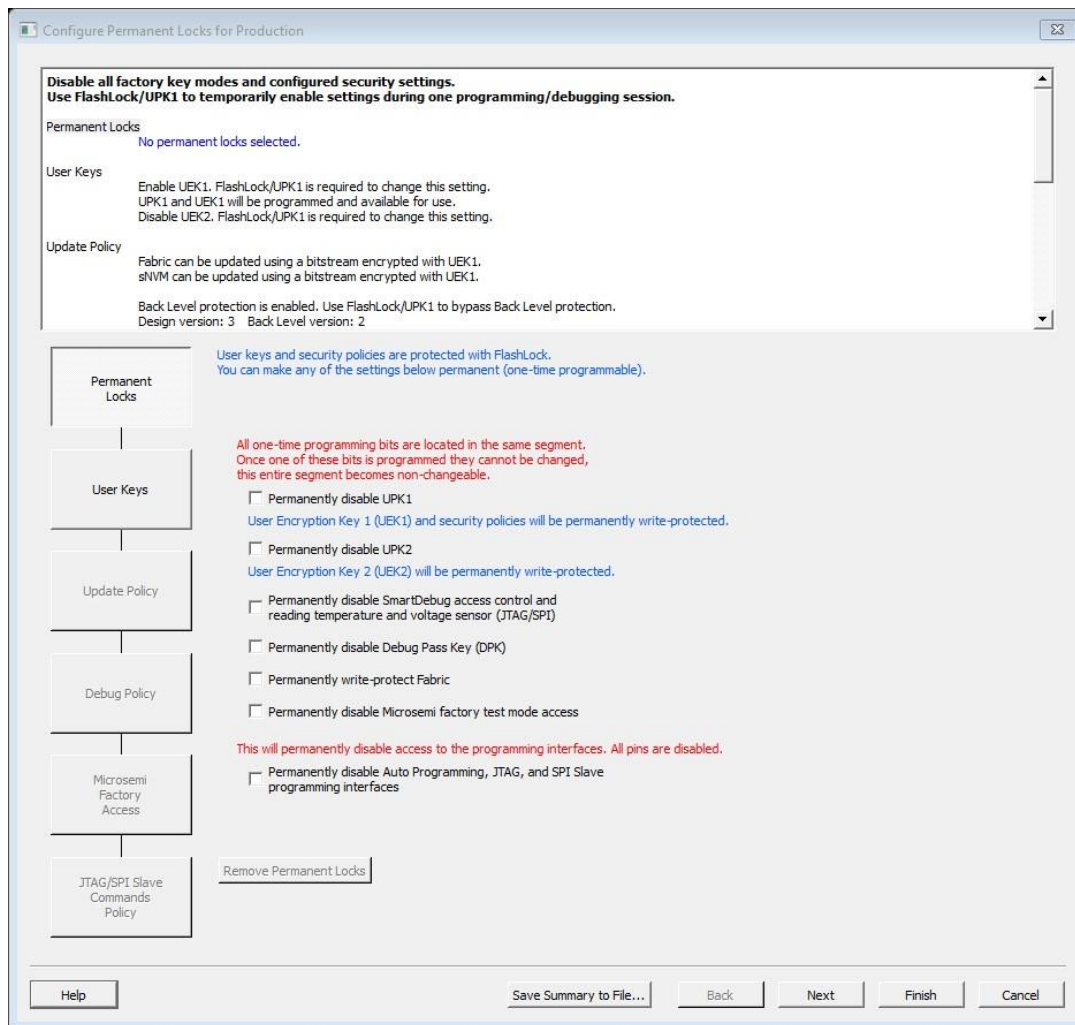 Configure Permanent Locks for Production
Disable all factory key modes and configured security settings.
Use FlashLock/UPK1 to temporarily enable settings during one programming/debugging session.
Permanent Locks
No permanent locks selected.
User Keys
Enable UEK1. FlashLock/UPK1 is required to change this setting.
UPK1 and UEK1 will be programmed and available for use.
Disable UEK2. FlashLock/UPK1 is required to change this setting.
Update Policy
Fabric can be updated using a bitstream encrypted with UEK1.
sNVM can be updated using a bitstream encrypted with UEK1.
Back Level protection is enabled. Use FlashLock/UPK1 to bypass Back Level protection.
Design version: 3 Back Level version: 2
Permanent
Locks
User keys and security policies are protected with FlashLock.
You can make any of the settings below permanent (one-time programmable).
All one-time programming bits are located in the same segment.
Once one of these bits is programmed they cannot be changed,
this entire segment becomes non-changeable.
User Keys
Permanently disable UPK1
User Encryption Key 1 (UEK1) and security policies will be permanently write-protected.
Permanently disable UPK2
User Encryption Key 2 (UEK2) will be permanently write-protected.
Update Policy
Permanently disable SmartDebug access control and
reading temperature and voltage sensor (JTAG/SPI)
Permanently disable Debug Pass Key (DPK)
Debug Policy
Permanently write-protect Fabric
Permanently disable Microsemi factory test mode access
This will permanently disable access to the programming interfaces. All pins are disabled.
Permanently disable Auto Programming, JTAG, and SPI Slave
programming interfaces
Microsemi
Factory
Access
Remove Permanent Locks
JTAG/SPI Slave
Commands
Policy
Help
Save Summary to File...
Back
Next
Finish
Cancel